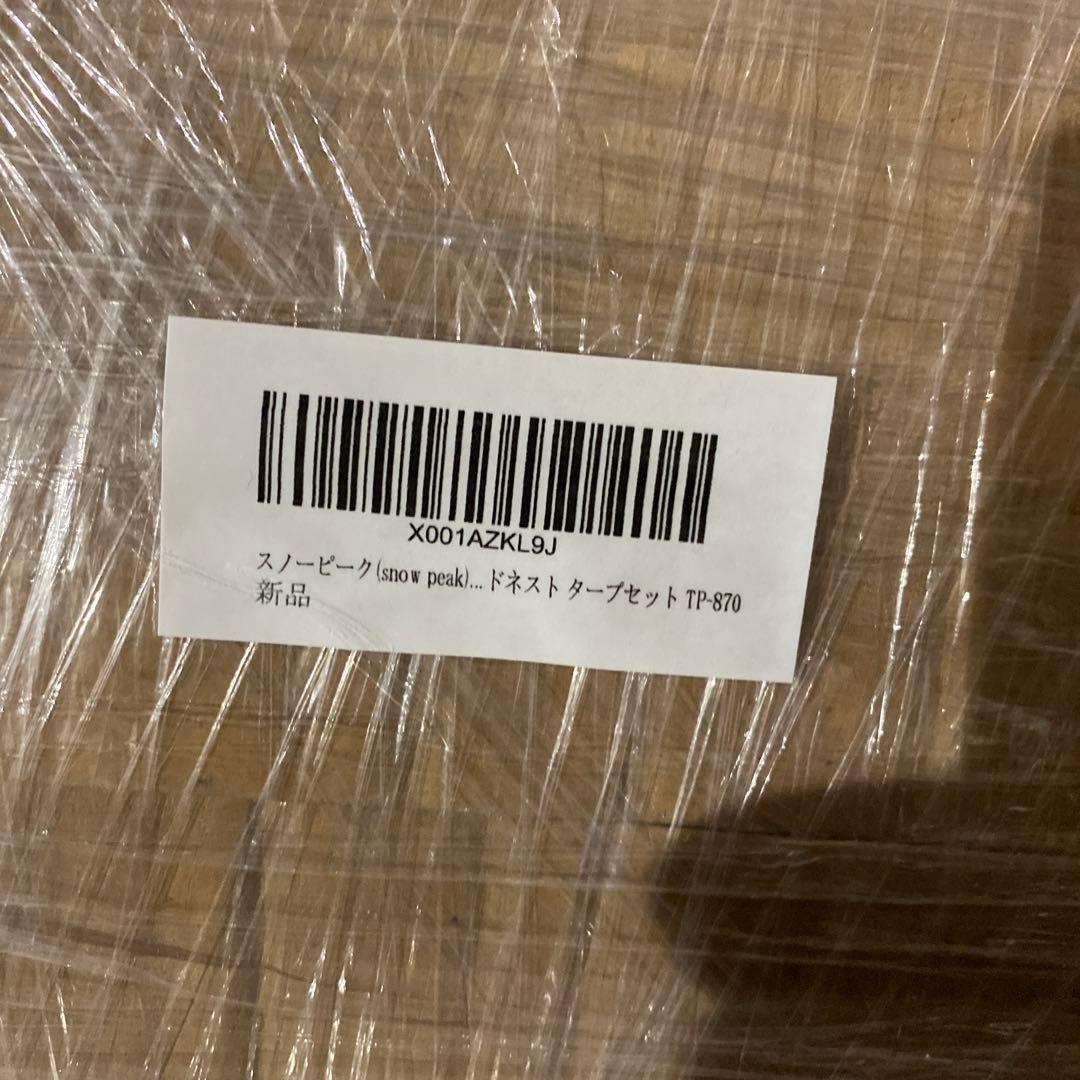 X001AZKL9J
スノーピーク(snow peak)... ドネスト タープセット TP-870
新品